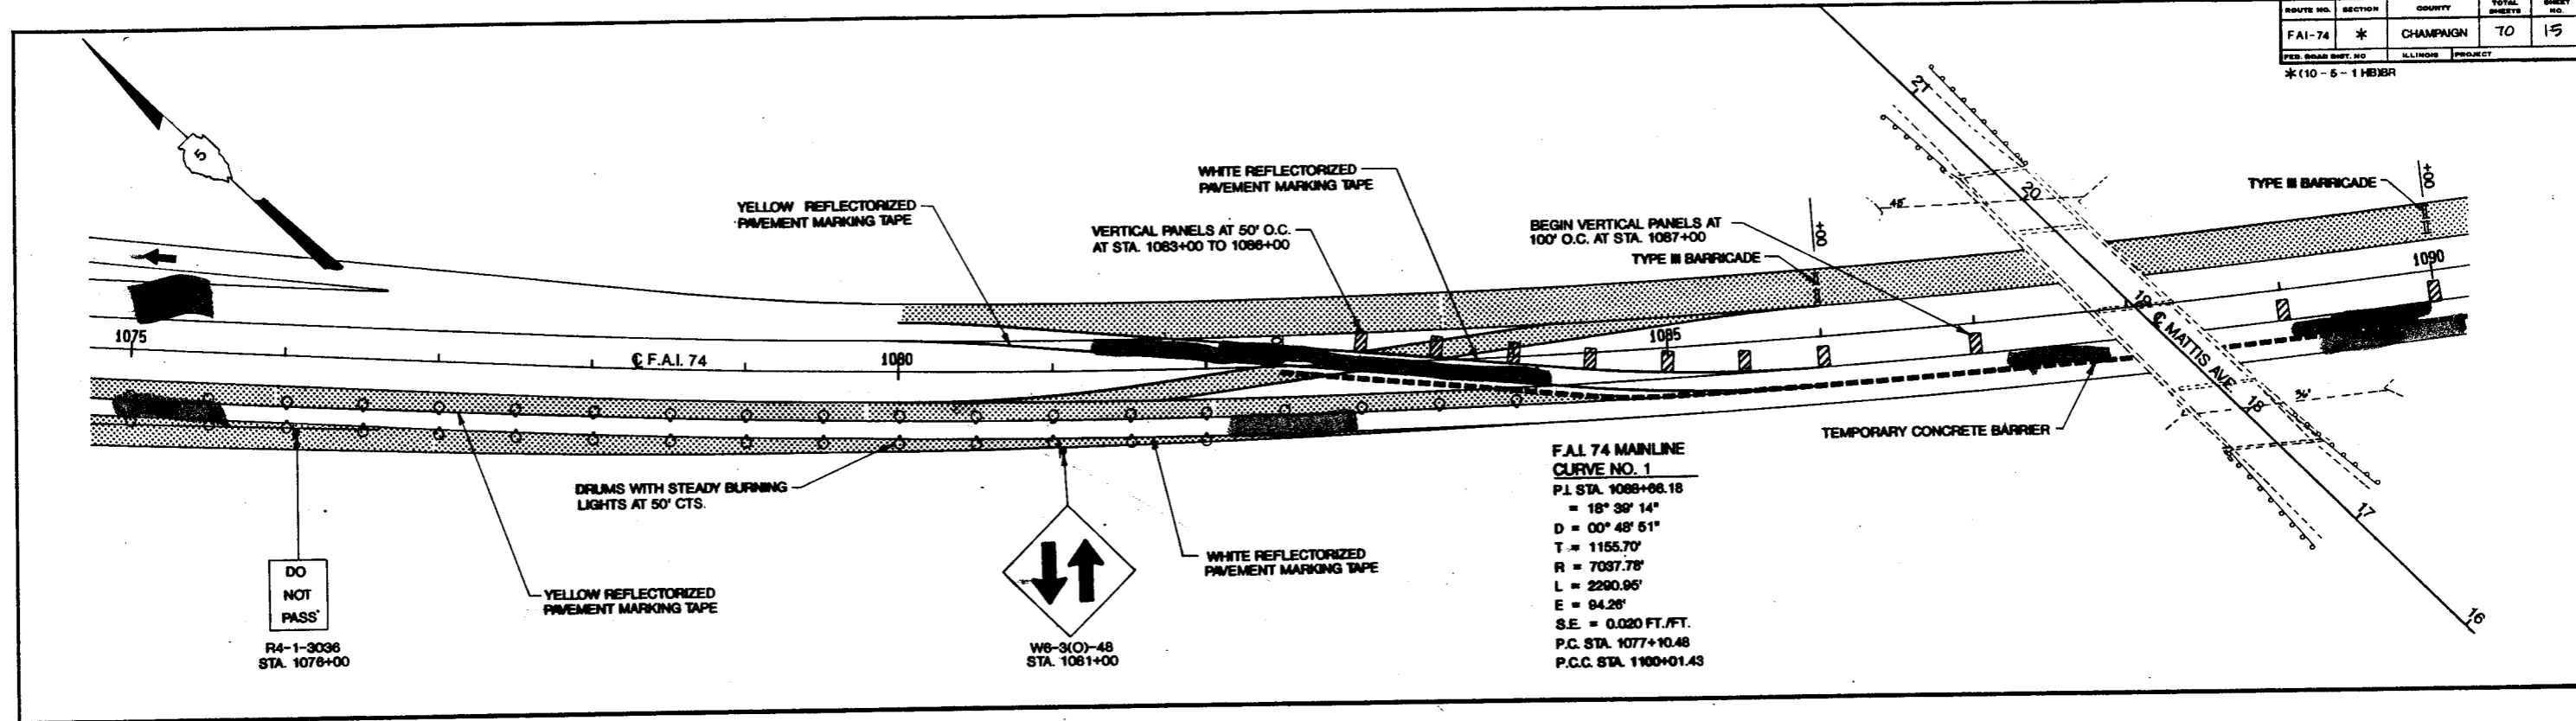 ROUTE NO. SECTION COUNTY TOTAL SHEETS SHEET NO.
FAI-74 * CHAMPAIGN 70 15
FED. ROAD DIST. NO ILLINOIS PROJECT
*(10 - 5 - 1 HB)BR
5
YELLOW REFLECTORIZED
PAVEMENT MARKING TAPE
WHITE REFLECTORIZED
PAVEMENT MARKING TAPE
VERTICAL PANELS AT 50' O.C.
AT STA. 1083+00 TO 1086+00
BEGIN VERTICAL PANELS AT
100' O.C. AT STA. 1087+00
TYPE III BARRICADE
+00
TYPE III BARRICADE
+00
21
20
48'
19
℄ MATTIS AVE.
18
17
16
1075
℄ F.A.I. 74
1080
1085
1090
TEMPORARY CONCRETE BARRIER
DRUMS WITH STEADY BURNING
LIGHTS AT 50' CTS.
DO
NOT
PASS
R4-1-3036
STA. 1076+00
YELLOW REFLECTORIZED
PAVEMENT MARKING TAPE
W6-3(O)-48
STA. 1081+00
WHITE REFLECTORIZED
PAVEMENT MARKING TAPE
F.A.I. 74 MAINLINE
CURVE NO. 1
P.I. STA. 1088+66.18
= 18° 39' 14"
D = 00° 48' 51"
T = 1155.70'
R = 7037.78'
L = 2290.95'
E = 94.26'
S.E. = 0.020 FT./FT.
P.C. STA. 1077+10.48
P.C.C. STA. 1100+01.43